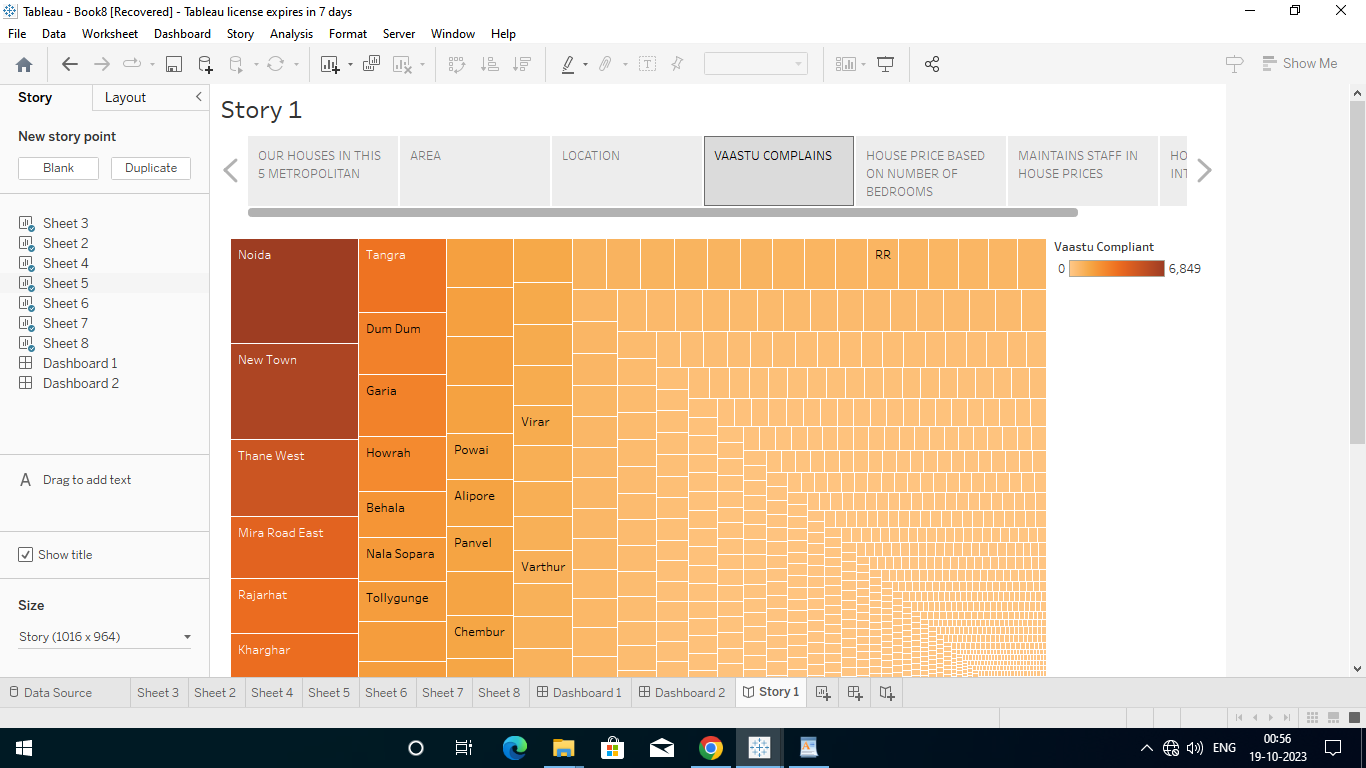 Tableau - Book8 [Recovered] - Tableau license expires in 7 days
File Data Worksheet Dashboard Story Analysis Format Server Window Help
Show Me
Story Layout
New story point
Blank Duplicate
Sheet 3
Sheet 2
Sheet 4
Sheet 5
Sheet 6
Sheet 7
Sheet 8
Dashboard 1
Dashboard 2
A Drag to add text
Show title
Size
Story (1016 x 964)
Story 1
OUR HOUSES IN THIS
5 METROPOLITAN
AREA
LOCATION
VAASTU COMPLAINS
HOUSE PRICE BASED
ON NUMBER OF
BEDROOMS
MAINTAINS STAFF IN
HOUSE PRICES
HO
INT
Noida
New Town
Thane West
Mira Road East
Rajarhat
Kharghar
Tangra
Dum Dum
Garia
Howrah
Behala
Nala Sopara
Tollygunge
Powai
Alipore
Panvel
Chembur
Virar
Varthur
RR
Vaastu Compliant
0 6,849
Data Source Sheet 3 Sheet 2 Sheet 4 Sheet 5 Sheet 6 Sheet 7 Sheet 8 Dashboard 1 Dashboard 2 Story 1
ENG
00:56
19-10-2023